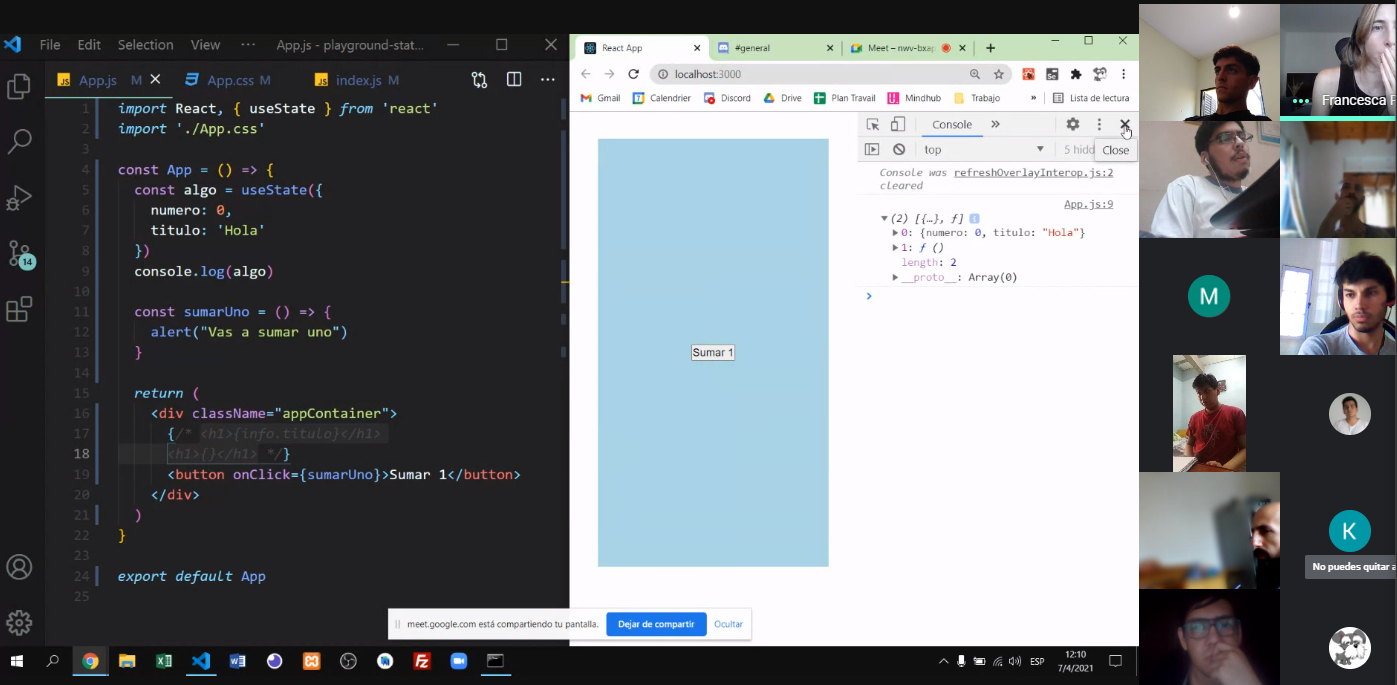 File Edit Selection View ··· App.js - playground-stat...
App.js M
App.css M
index.js M
1 import React, { useState } from 'react'
2 import './App.css'
3
4 const App = () => {
5 const algo = useState({
6 numero: 0,
7 titulo: 'Hola'
8 })
9 console.log(algo)
10
11 const sumarUno = () => {
12 alert("Vas a sumar uno")
13 }
14
15 return (
16 <div className="appContainer">
17 {/* <h1>{info.titulo}</h1>
18 <h1>{}</h1> */}
19 <button onClick={sumarUno}>Sumar 1</button>
20 </div>
21 )
22 }
23
24 export default App
25
14
React App
#general
Meet – nwv-bxap
localhost:3000
Gmail Calendrier Discord Drive Plan Travail Mindhub Trabajo » Lista de lectura
Sumar 1
Console »
top 5 hidd
Close
Console was refreshOverlayInterop.js:2
cleared
App.js:9
(2) [{…}, ƒ]
0: {numero: 0, titulo: "Hola"}
1: ƒ ()
length: 2
__proto__: Array(0)
meet.google.com está compartiendo tu pantalla. Dejar de compartir Ocultar
ESP
12:10
7/4/2021
Francesca
M
K
No puedes quitar a